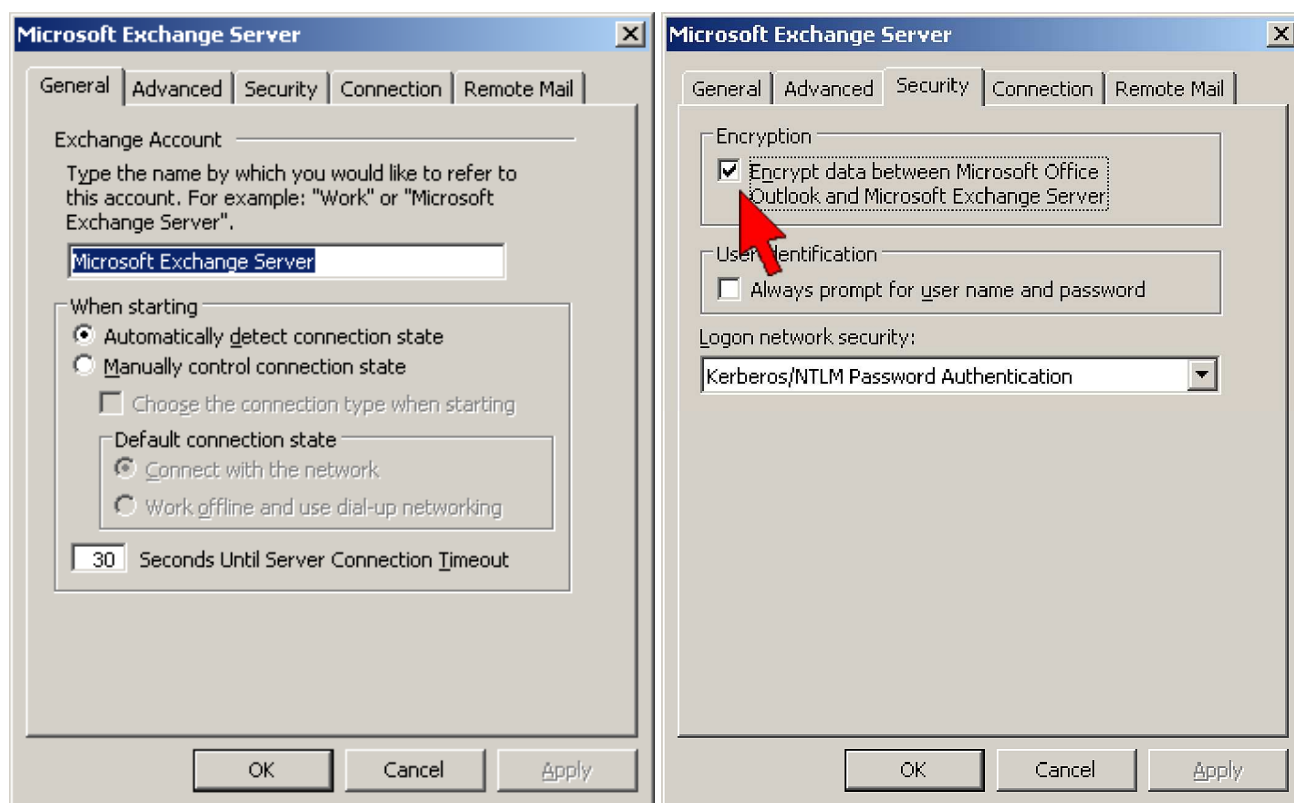 Microsoft Exchange Server
General
Advanced
Security
Connection
Remote Mail
Exchange Account
Type the name by which you would like to refer to
this account. For example: "Work" or "Microsoft
Exchange Server".
Microsoft Exchange Server
When starting
Automatically detect connection state
Manually control connection state
Choose the connection type when starting
Default connection state
Connect with the network
Work offline and use dial-up networking
30 Seconds Until Server Connection Timeout
OK
Cancel
Apply
Microsoft Exchange Server
General
Advanced
Security
Connection
Remote Mail
Encryption
Encrypt data between Microsoft Office
Outlook and Microsoft Exchange Server
User identification
Always prompt for user name and password
Logon network security:
Kerberos/NTLM Password Authentication
OK
Cancel
Apply